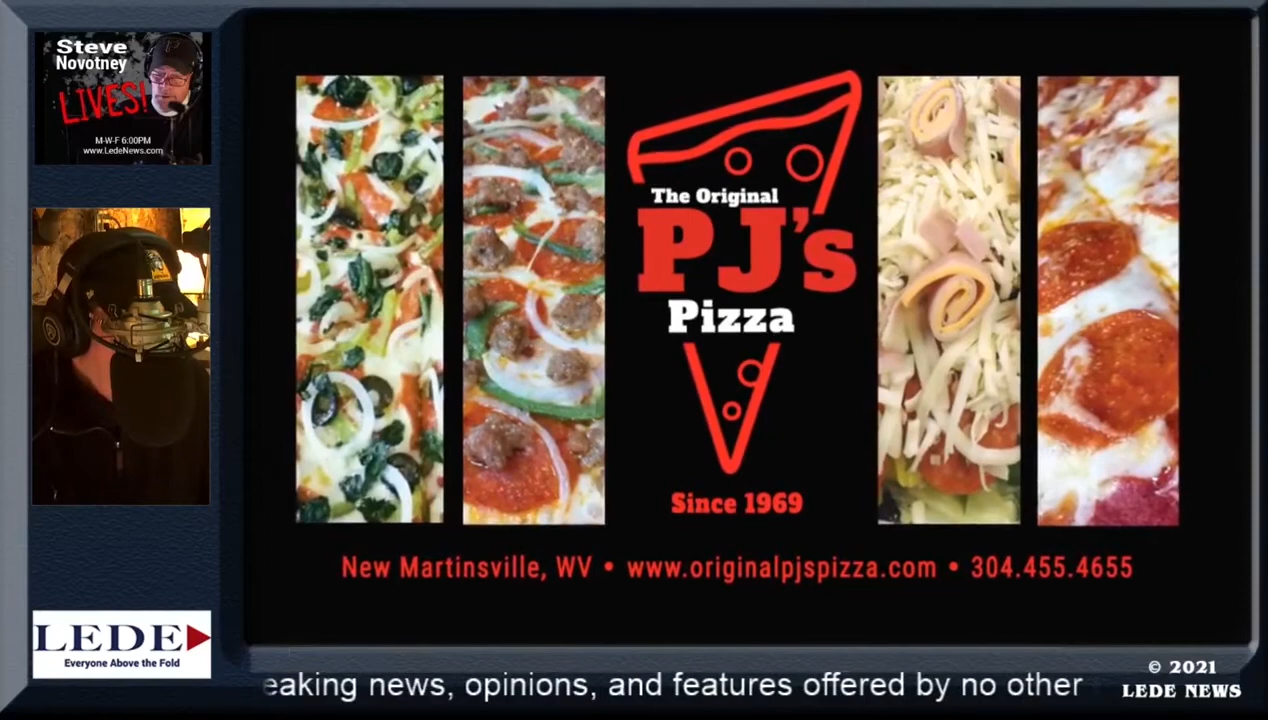 Steve
Novotney
LIVES!
M-W-F 6:00PM
www.LedeNews.com
The Original
PJ's
Pizza
Since 1969
New Martinsville, WV • www.originalpjspizza.com • 304.455.4655
LEDE
Everyone Above the Fold
eaking news, opinions, and features offered by no other
© 2021
LEDE NEWS